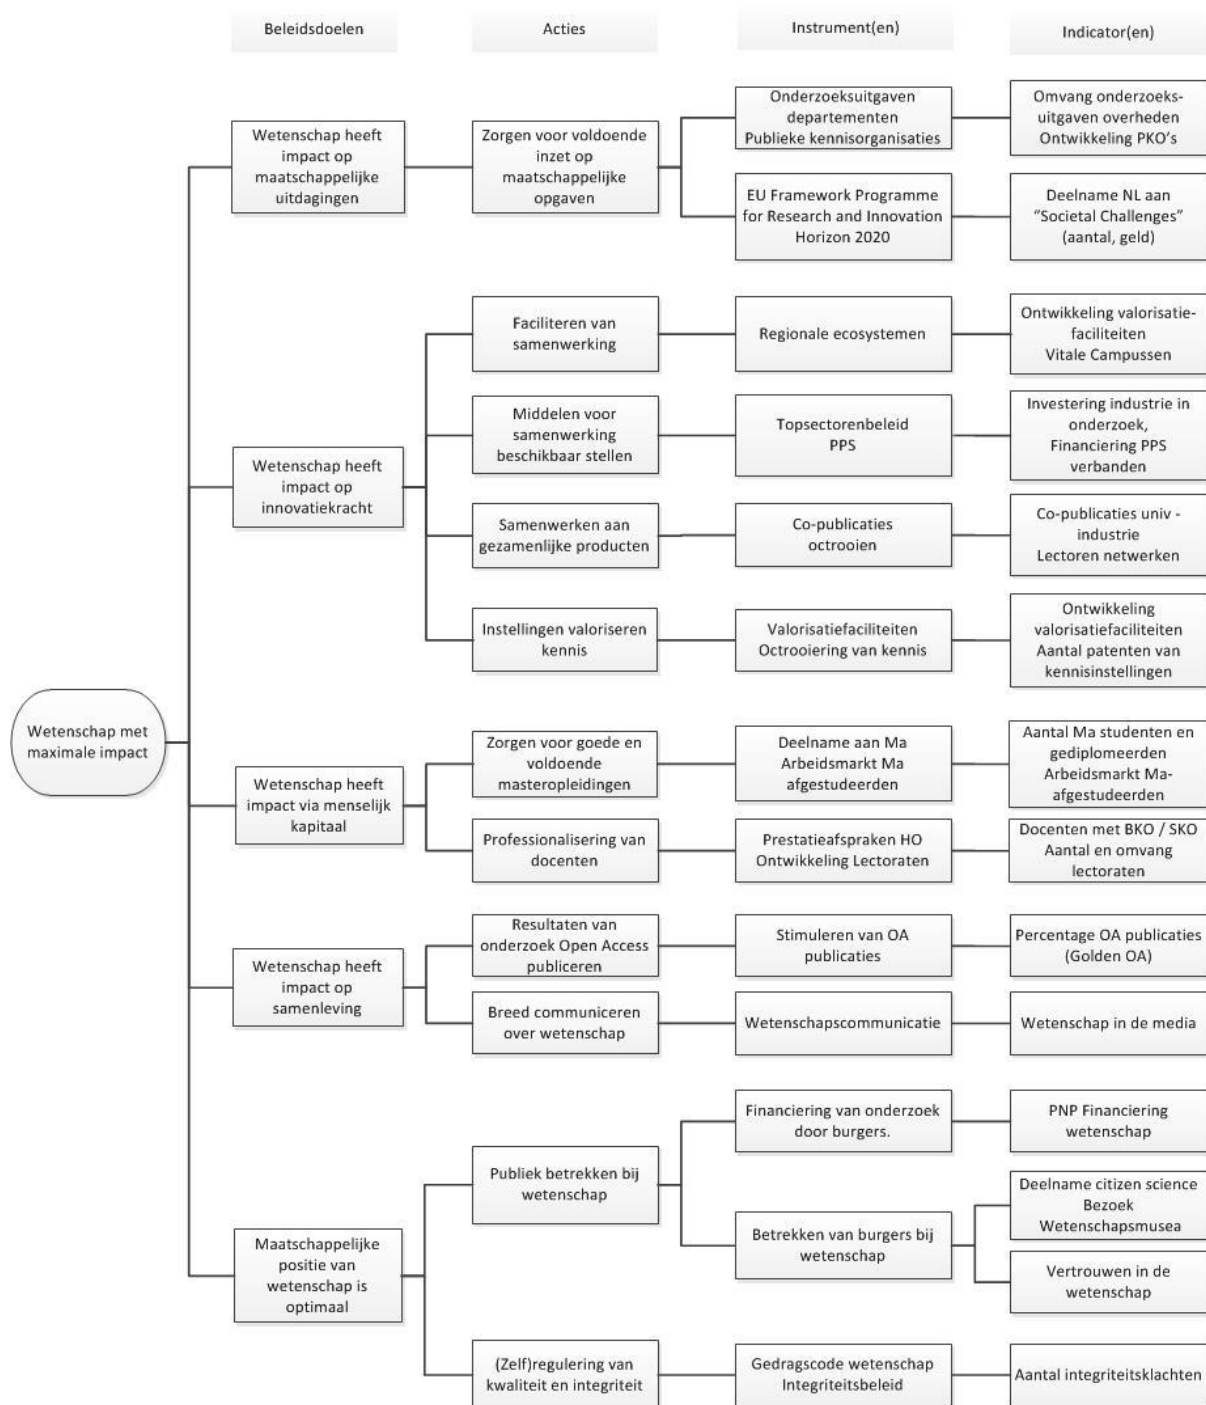 Beleidsdoelen
Acties
Instrument(en)
Indicator(en)
Wetenschap met
maximale impact
Wetenschap heeft
impact op
maatschappelijke
uitdagingen
Zorgen voor voldoende
inzet op
maatschappelijke
opgaven
Onderzoeksuitgaven
departementen
Publieke kennisorganisaties
Omvang onderzoeks-
uitgaven overheden
Ontwikkeling PKO's
EU Framework Programme
for Research and Innovation
Horizon 2020
Deelname NL aan
"Societal Challenges"
(aantal, geld)
Wetenschap heeft
impact op
innovatiekracht
Faciliteren van
samenwerking
Regionale ecosystemen
Ontwikkeling valorisatie-
faciliteiten
Vitale Campussen
Middelen voor
samenwerking
beschikbaar stellen
Topsectorenbeleid
PPS
Investering industrie in
onderzoek,
Financiering PPS
verbanden
Samenwerken aan
gezamenlijke producten
Co-publicaties
octrooien
Co-publicaties univ -
industrie
Lectoren netwerken
Instellingen valoriseren
kennis
Valorisatiefaciliteiten
Octrooiering van kennis
Ontwikkeling
valorisatiefaciliteiten
Aantal patenten van
kennisinstellingen
Wetenschap heeft
impact via menselijk
kapitaal
Zorgen voor goede en
voldoende
masteropleidingen
Deelname aan Ma
Arbeidsmarkt Ma
afgestudeerden
Aantal Ma studenten en
gediplomeerden
Arbeidsmarkt Ma-
afgestudeerden
Professionalisering van
docenten
Prestatieafspraken HO
Ontwikkeling Lectoraten
Docenten met BKO / SKO
Aantal en omvang
lectoraten
Wetenschap heeft
impact op
samenleving
Resultaten van
onderzoek Open Access
publiceren
Stimuleren van OA
publicaties
Percentage OA publicaties
(Golden OA)
Breed communiceren
over wetenschap
Wetenschapscommunicatie
Wetenschap in de media
Maatschappelijke
positie van
wetenschap is
optimaal
Publiek betrekken bij
wetenschap
Financiering van onderzoek
door burgers.
PNP Financiering
wetenschap
Betrekken van burgers bij
wetenschap
Deelname citizen science
Bezoek
Wetenschapsmusea
Vertrouwen in de
wetenschap
(Zelf)regulering van
kwaliteit en integriteit
Gedragscode wetenschap
Integriteitsbeleid
Aantal integriteitsklachten